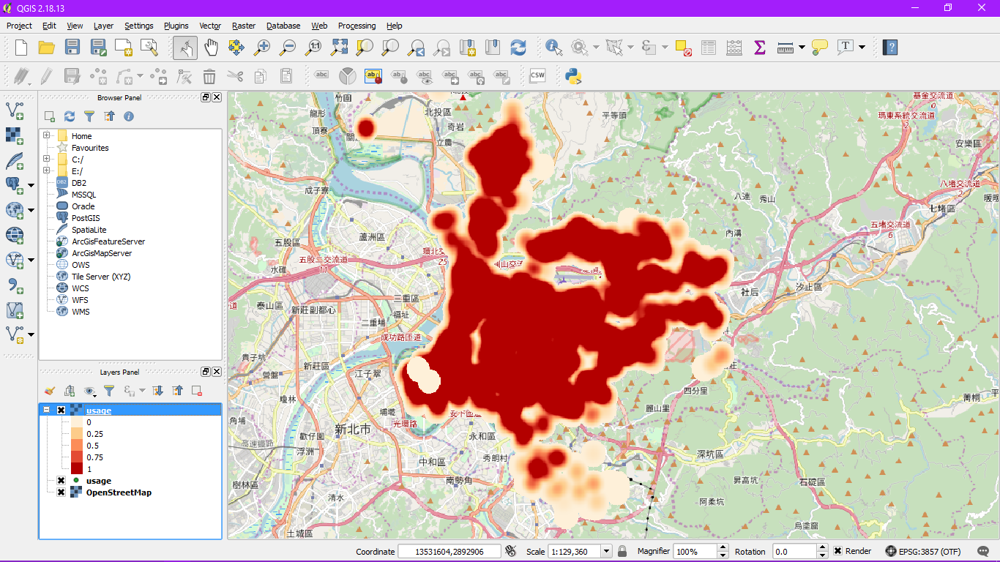 QGIS 2.18.13
Project Edit View Layer Settings Plugins Vector Raster Database Web Processing Help
abc
CSW
Browser Panel
Home
Favourites
C:/
E:/
DB2
MSSQL
Oracle
PostGIS
SpatiaLite
ArcGisFeatureServer
ArcGisMapServer
OWS
Tile Server (XYZ)
WCS
WFS
WMS
Layers Panel
usage
0
0.25
0.5
0.75
1
usage
OpenStreetMap
竹圍
龍形
頂寮
北投區
奇岩
立農
平等頭
基金交流道
0
瑪東系統交流道
2
安樂區
八堵交流道
2
暖暖
七堵區
八連
秀山
成子寮
五堵交流道
6
內溝
蘆洲區
五股區
五股二交流道
11
水碓
25
社后
汐止區
泰山區
新莊副都心
三重區
福址
二重埔
成功路匝道
貴子坑
新莊區
營盤
江子翠
四分里
瓊林
埔墘
光環路
麗山里
菁桐
角埔
新北市
歡仔園
永和區
高速鐵路
浮洲
中和區
秀朗村
深坑區
樹林區
南勢角
昇高坑
石碇區
清水
阿柔坑
土城區
烏塗窟
Coordinate 13531604,2892906 Scale 1:129,360 Magnifier 100% Rotation 0.0 Render EPSG:3857 (OTF)